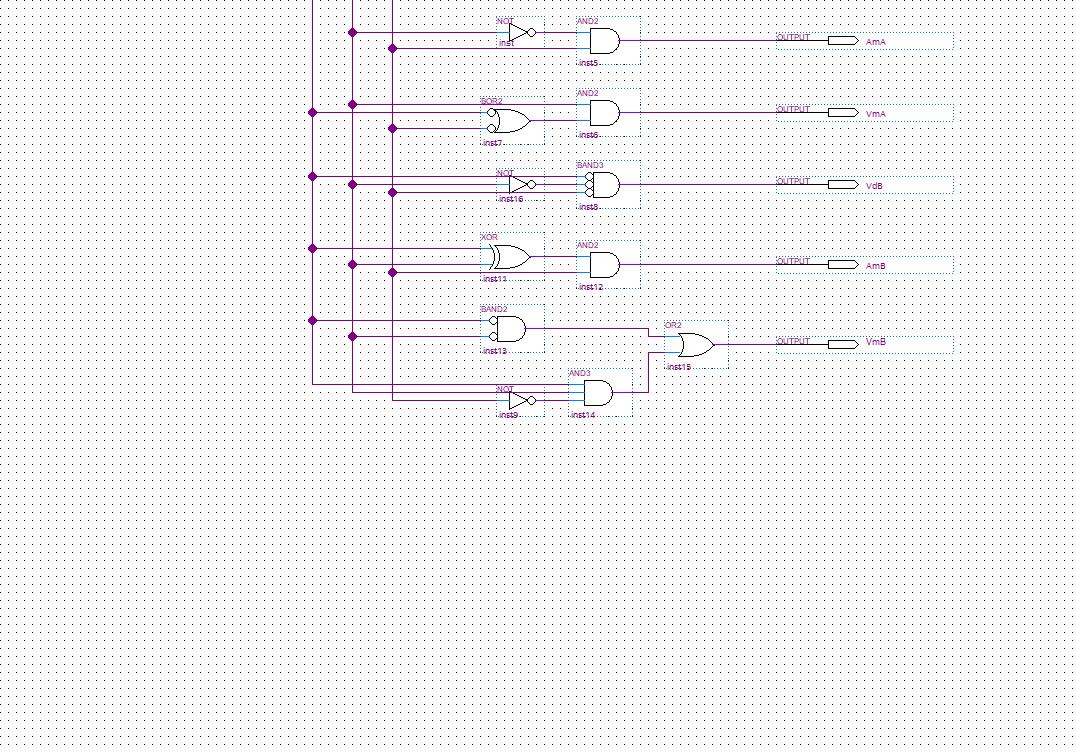 NOT
inst
AND2
inst5
OUTPUT
AmA
BOR2
inst7
AND2
inst6
OUTPUT
VmA
NOT
inst16
BAND3
inst8
OUTPUT
VdB
XOR
inst11
AND2
inst12
OUTPUT
AmB
BAND2
inst13
OR2
inst15
OUTPUT
VmB
NOT
inst9
AND3
inst14